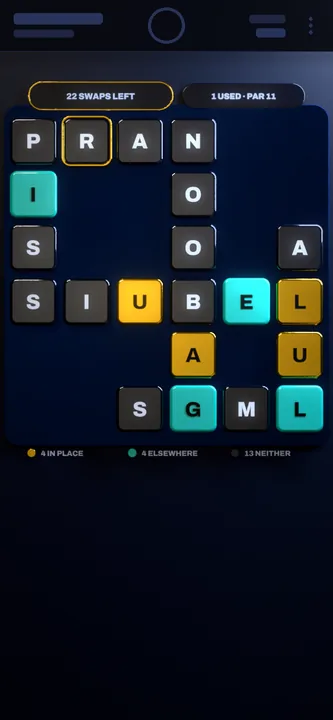 22 SWAPS LEFT 1 USED · PAR 11
P R A N
I O
S O A
S I U B E L
A U
S G M L
4 IN PLACE 4 ELSEWHERE 13 NEITHER